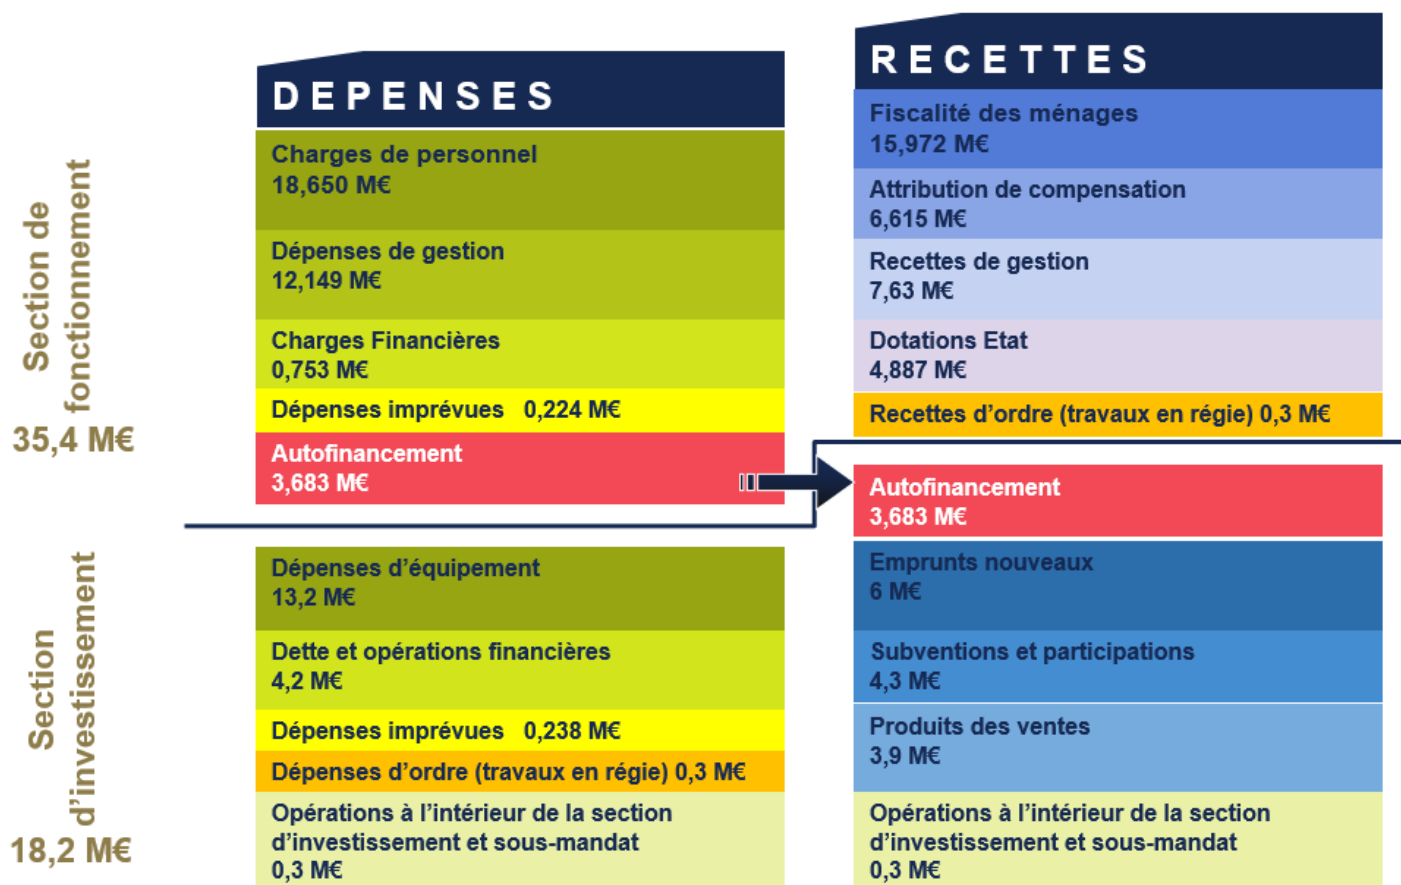 DEPENSES
RECETTES
Section de
fonctionnement
35,4 M€
Charges de personnel
18,650 M€
Dépenses de gestion
12,149 M€
Charges Financières
0,753 M€
Dépenses imprévues 0,224 M€
Autofinancement
3,683 M€
Fiscalité des ménages
15,972 M€
Attribution de compensation
6,615 M€
Recettes de gestion
7,63 M€
Dotations Etat
4,887 M€
Recettes d’ordre (travaux en régie) 0,3 M€
Section
d’investissement
18,2 M€
Dépenses d’équipement
13,2 M€
Dette et opérations financières
4,2 M€
Dépenses imprévues 0,238 M€
Dépenses d’ordre (travaux en régie) 0,3 M€
Opérations à l’intérieur de la section
d’investissement et sous-mandat
0,3 M€
Autofinancement
3,683 M€
Emprunts nouveaux
6 M€
Subventions et participations
4,3 M€
Produits des ventes
3,9 M€
Opérations à l’intérieur de la section
d’investissement et sous-mandat
0,3 M€